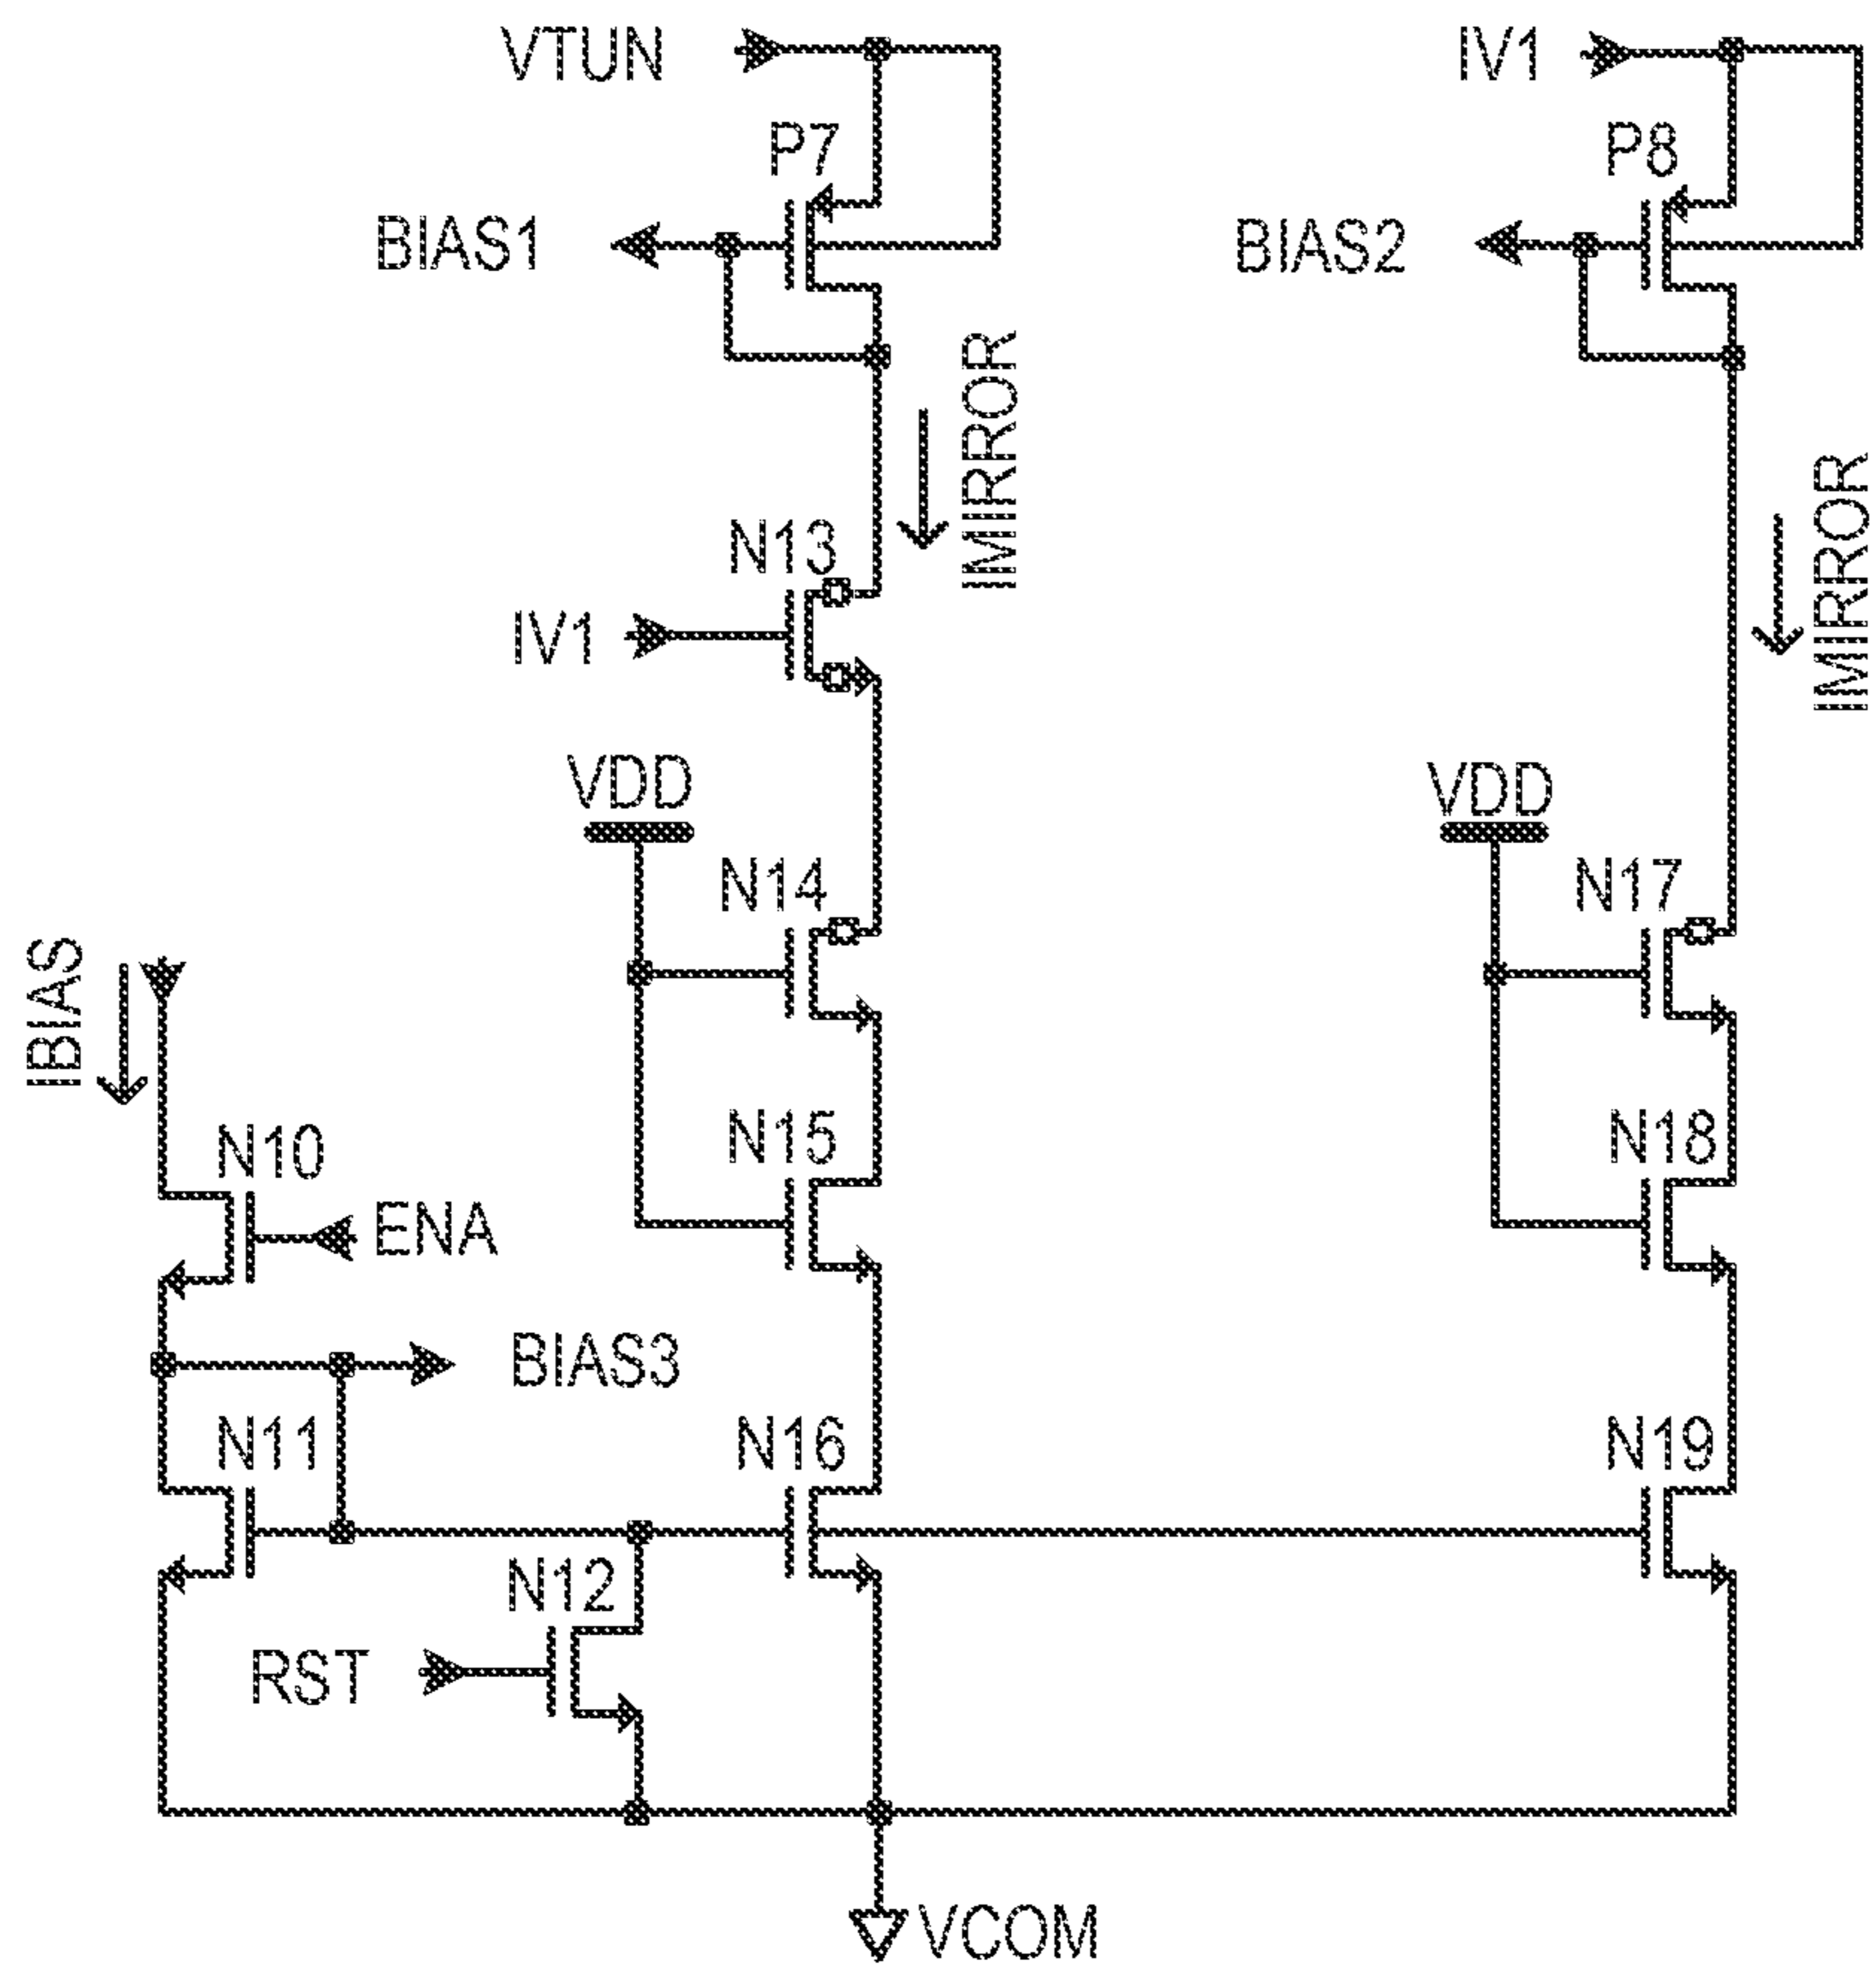 VTUN
IV1
P7
P8
BIAS1
BIAS2
IMIRROR
IMIRROR
N13
IV1
VDD
VDD
N14
N17
IBIAS
N10
N15
N18
ENA
BIAS3
N11
N16
N19
N12
RST
VCOM